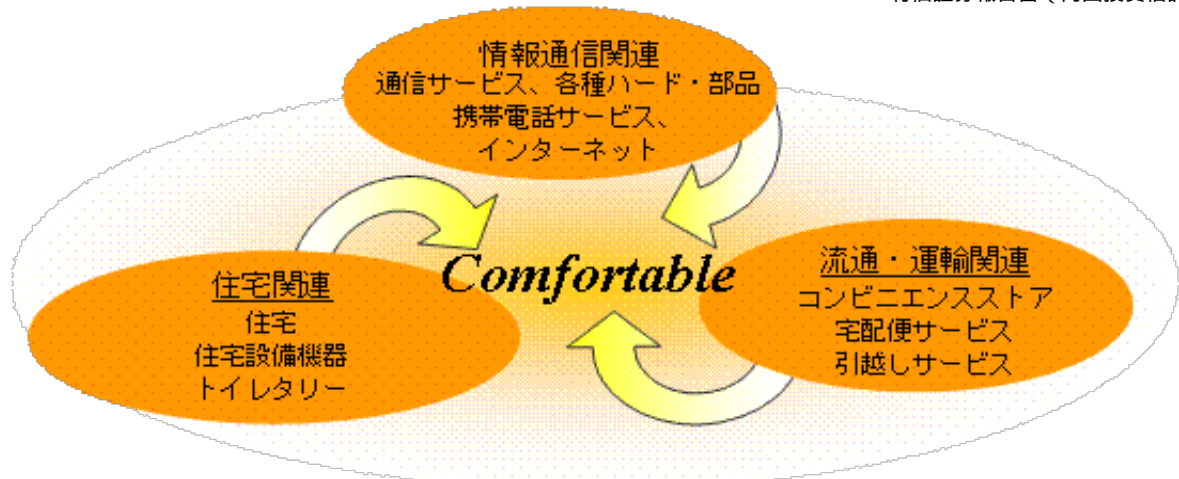 情報通信関連
通信サービス、各種ハード・部品
携帯電話サービス、
インターネット
Comfortable
住宅関連
住宅
住宅設備機器
トイレタリー
流通・運輸関連
コンビニエンスストア
宅配便サービス
引越しサービス